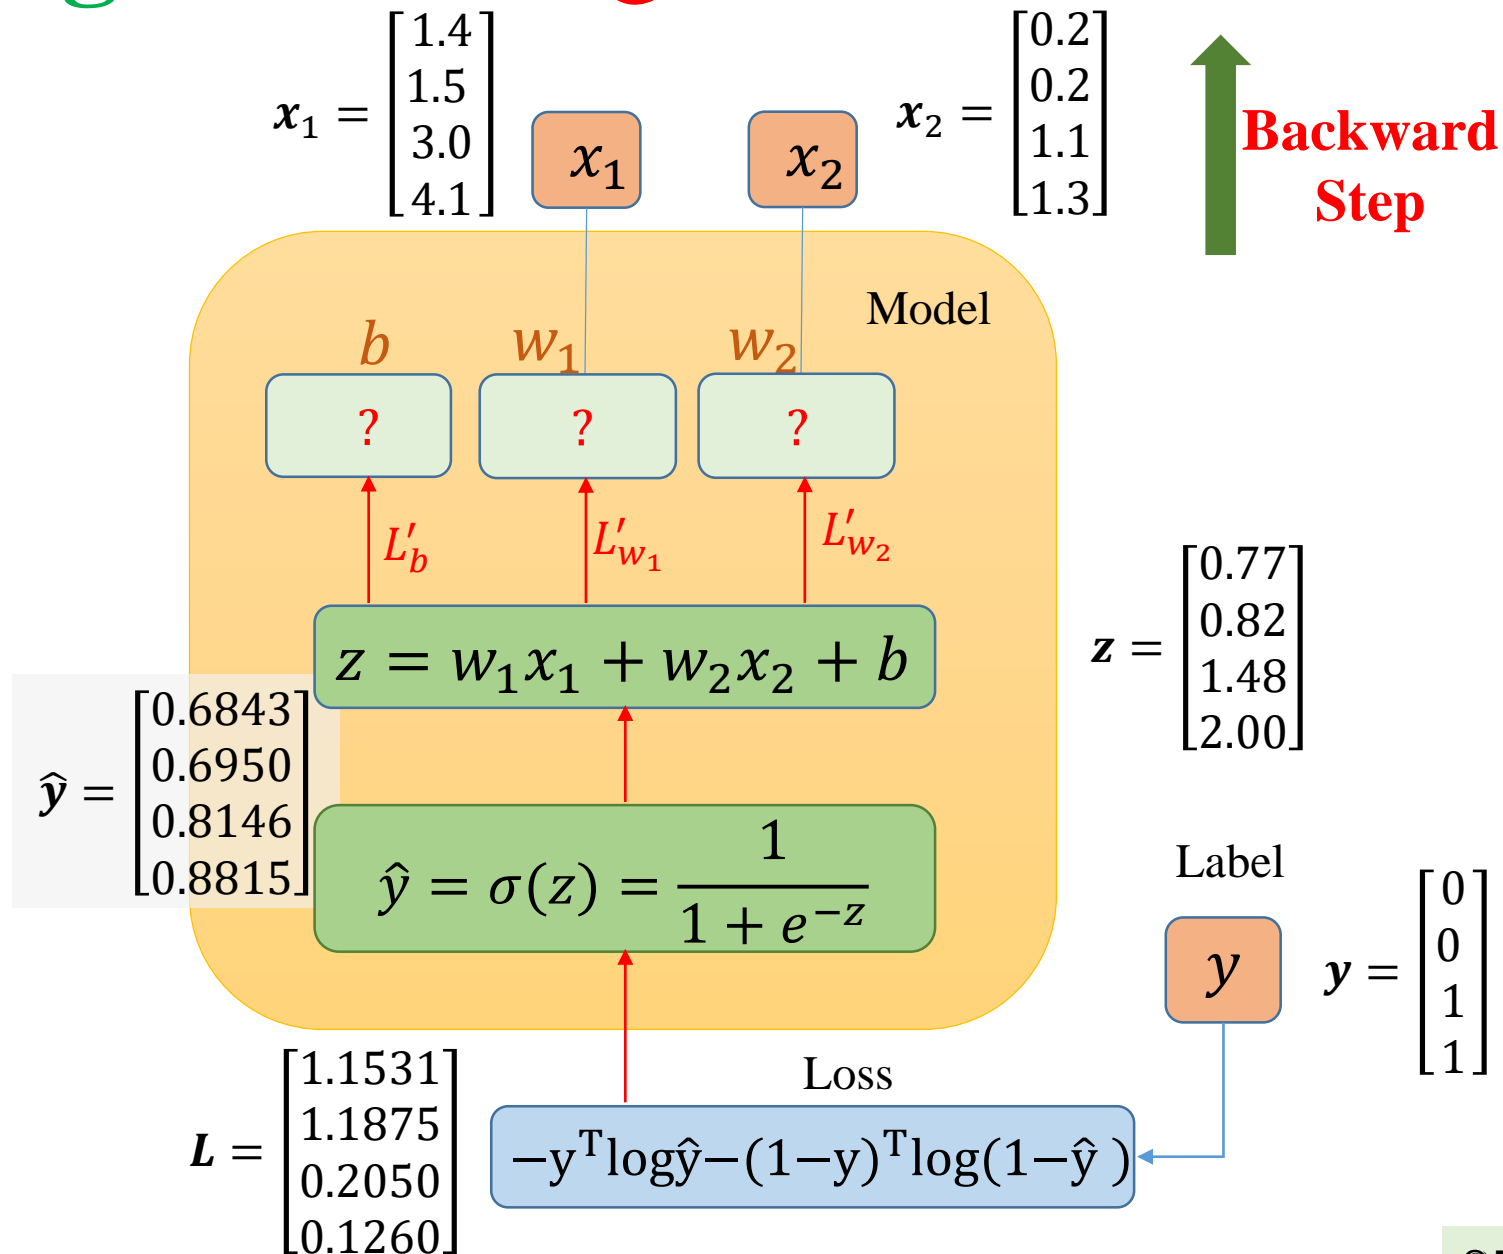 x₁ = [1.4 1.5 3.0 4.1]
x₁
x₂
x₂ = [0.2 0.2 1.1 1.3]
Backward
Step
Model
b
w₁
w₂
?
?
?
L′_b
L′_w₁
L′_w₂
z = w₁x₁ + w₂x₂ + b
z = [0.77 0.82 1.48 2.00]
ŷ = [0.6843 0.6950 0.8146 0.8815]
ŷ = σ(z) = 1 / (1 + e^−z)
Label
y
y = [0 0 1 1]
Loss
L = [1.1531 1.1875 0.2050 0.1260]
−yᵀlogŷ−(1−y)ᵀlog(1−ŷ )